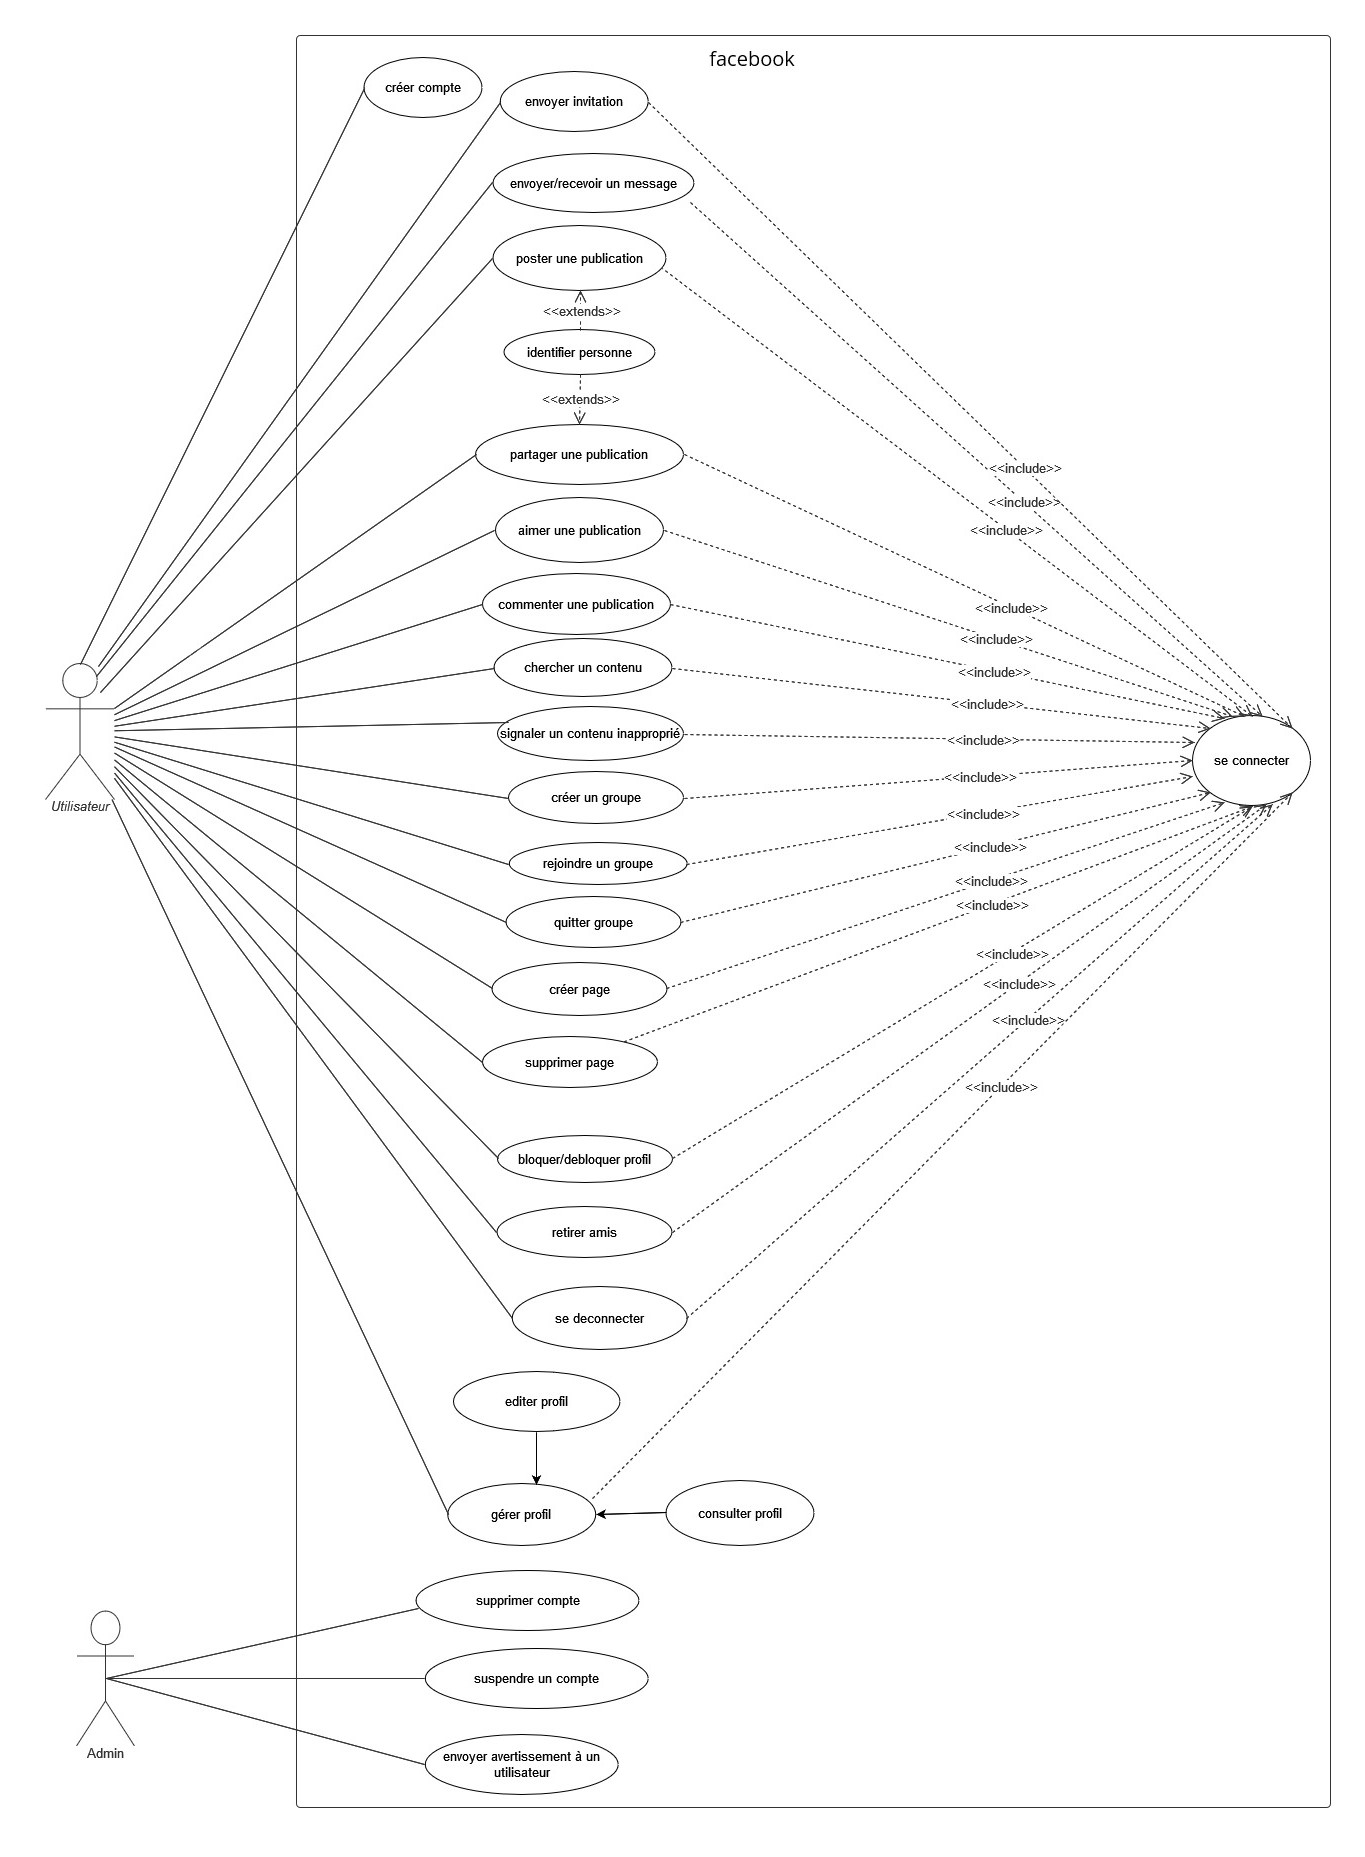 facebook
créer compte
envoyer invitation
envoyer/recevoir un message
poster une publication
<<extends>>
identifier personne
<<extends>>
partager une publication
<<include>>
<<include>>
aimer une publication
<<include>>
commenter une publication
<<include>>
<<include>>
chercher un contenu
<<include>>
<<include>>
signaler un contenu inapproprié
<<include>>
se connecter
<<include>>
créer un groupe
Utilisateur
<<include>>
<<include>>
rejoindre un groupe
<<include>>
<<include>>
quitter groupe
<<include>>
créer page
<<include>>
<<include>>
supprimer page
<<include>>
bloquer/debloquer profil
retirer amis
se deconnecter
editer profil
gérer profil
consulter profil
supprimer compte
suspendre un compte
Admin
envoyer avertissement à un
utilisateur